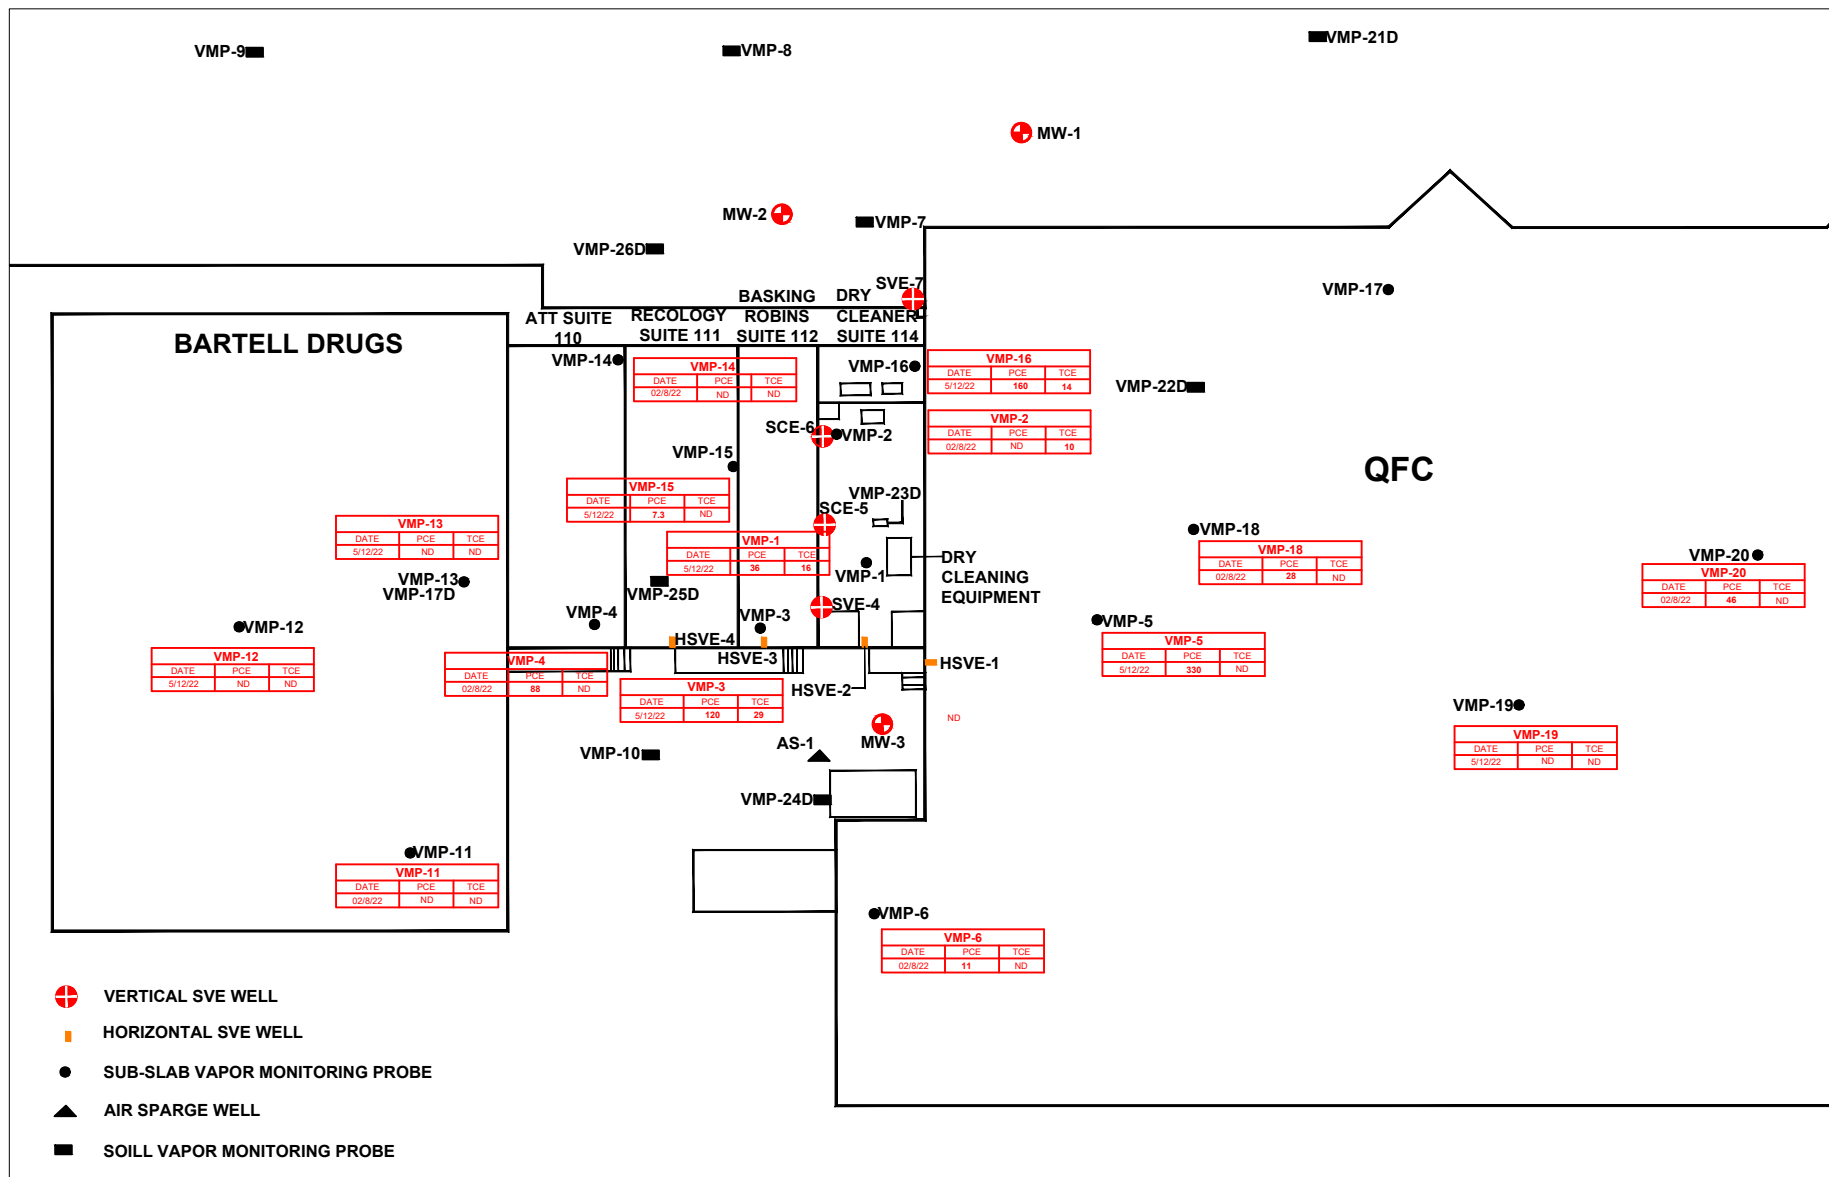 VMP-9
VMP-8
VMP-21D
MW-1
MW-2
VMP-7
VMP-26D
SVE-7
VMP-17
BASKING
ROBINS
SUITE 112
DRY
CLEANER
SUITE 114
RECOLOGY
SUITE 111
ATT SUITE
110
BARTELL DRUGS
VMP-14
VMP-14
DATE PCE TCE
02/8/22 ND ND
VMP-16
VMP-16
DATE PCE TCE
5/12/22 160 14
VMP-22D
VMP-2
DATE PCE TCE
02/8/22 ND 10
SCE-6
VMP-2
VMP-15
QFC
VMP-15
DATE PCE TCE
5/12/22 7.3 ND
VMP-23D
SCE-5
VMP-13
DATE PCE TCE
5/12/22 ND ND
VMP-1
DATE PCE TCE
5/12/22 36 16
VMP-18
VMP-18
DATE PCE TCE
02/8/22 28 ND
VMP-20
VMP-20
DATE PCE TCE
02/8/22 46 ND
DRY
CLEANING
EQUIPMENT
VMP-1
VMP-13
VMP-17D
VMP-25D
SVE-4
VMP-4
VMP-3
VMP-12
VMP-5
HSVE-4
VMP-5
DATE PCE TCE
5/12/22 330 ND
VMP-12
DATE PCE TCE
5/12/22 ND ND
VMP-4
DATE PCE TCE
02/8/22 88 ND
HSVE-3
HSVE-1
HSVE-2
VMP-3
DATE PCE TCE
5/12/22 120 29
ND
VMP-19
VMP-19
DATE PCE TCE
5/12/22 ND ND
AS-1
MW-3
VMP-10
VMP-24D
VMP-11
VMP-11
DATE PCE TCE
02/8/22 ND ND
VMP-6
VMP-6
DATE PCE TCE
02/8/22 11 ND
VERTICAL SVE WELL
HORIZONTAL SVE WELL
SUB-SLAB VAPOR MONITORING PROBE
AIR SPARGE WELL
SOILL VAPOR MONITORING PROBE